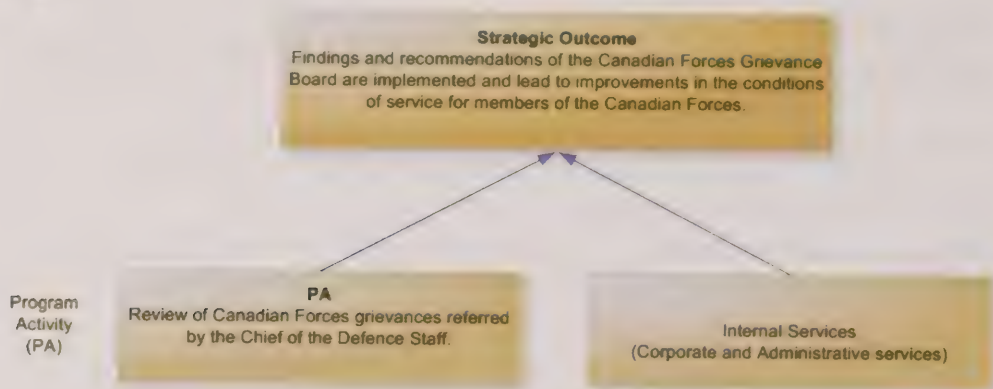 Strategic Outcome
Findings and recommendations of the Canadian Forces Grievance
Board are implemented and lead to improvements in the conditions
of service for members of the Canadian Forces.
Program
Activity
(PA)
PA
Review of Canadian Forces grievances referred
by the Chief of the Defence Staff.
Internal Services
(Corporate and Administrative services)